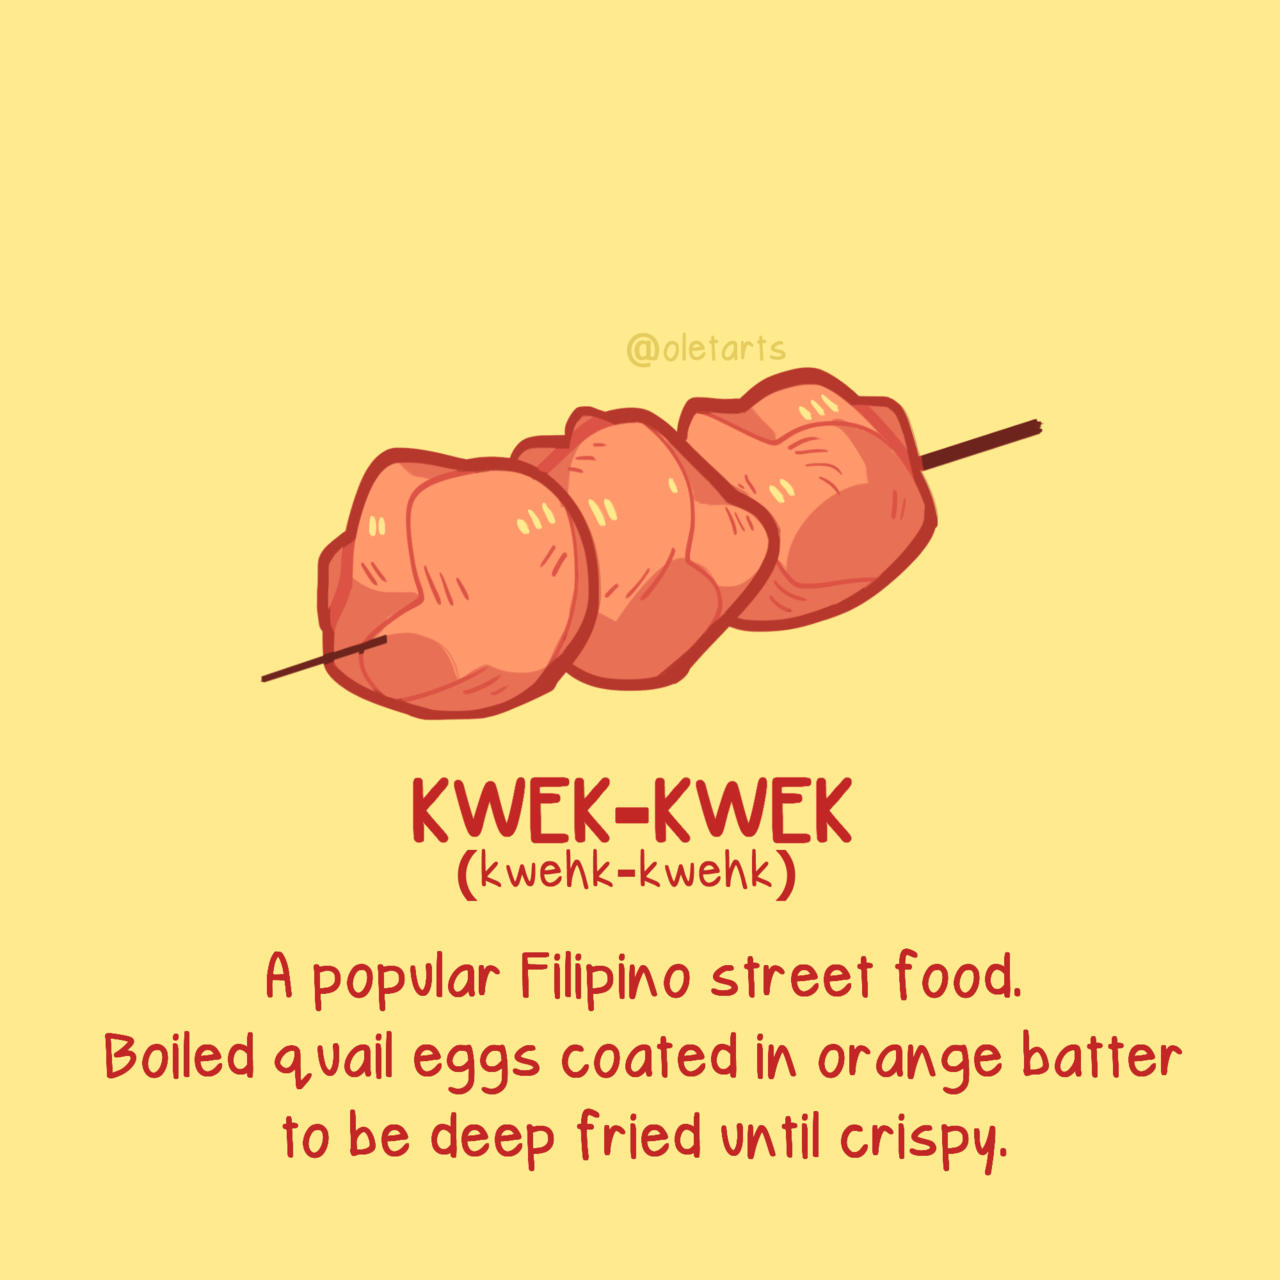 @oletarts
KWEK-KWEK
(kwehk-kwehk)
A popular Filipino street food.
Boiled quail eggs coated in orange batter
to be deep fried until crispy.